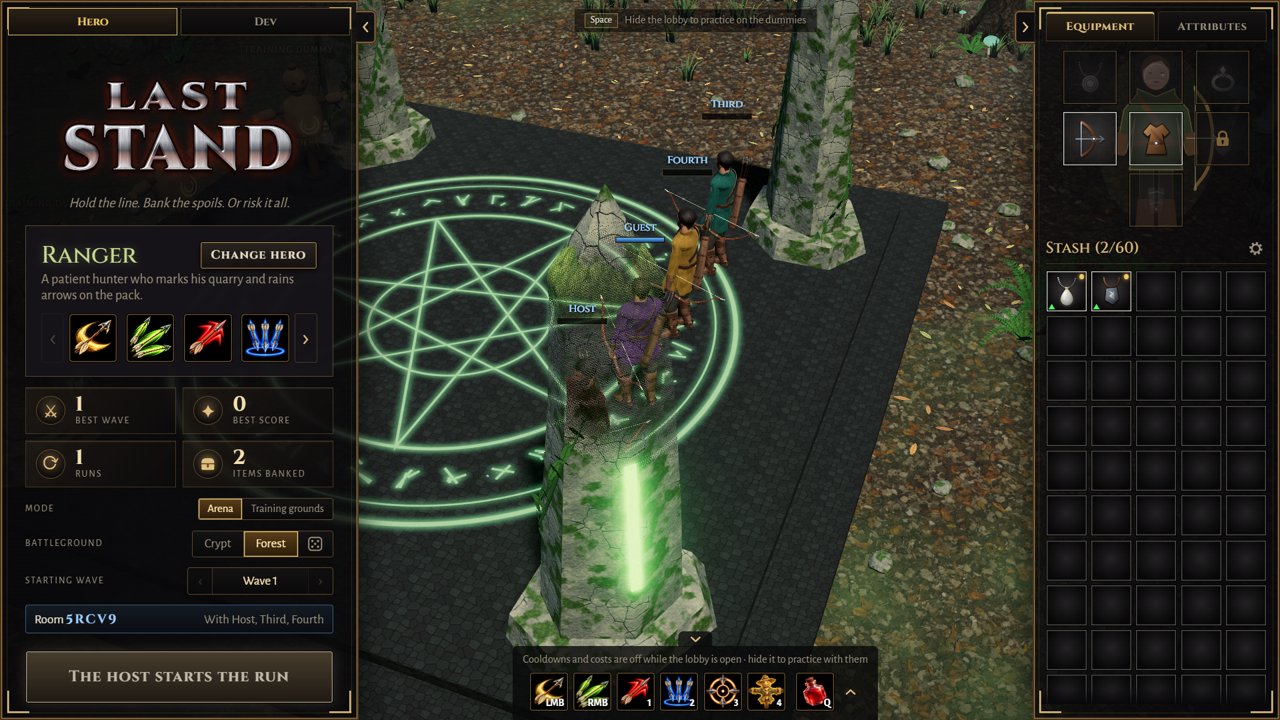 Hero
Dev
Space Hide the lobby to practice on the dummies
Equipment
Attributes
LAST
STAND
Hold the line. Bank the spoils. Or risk it all.
Ranger
Change Hero
A patient hunter who marks his quarry and rains
arrows on the pack.
1
BEST WAVE
0
BEST SCORE
1
RUNS
2
ITEMS BANKED
MODE
Arena
Training grounds
BATTLEGROUND
Crypt
Forest
STARTING WAVE
Wave 1
Room 5RCV9
With Host, Third, Fourth
The host starts the run
TRAINING DUMMY
THIRD
FOURTH
GUEST
HOST
Cooldowns and costs are off while the lobby is open · hide it to practice with them
LMB
RMB
1
2
3
4
Q
Stash (2/60)